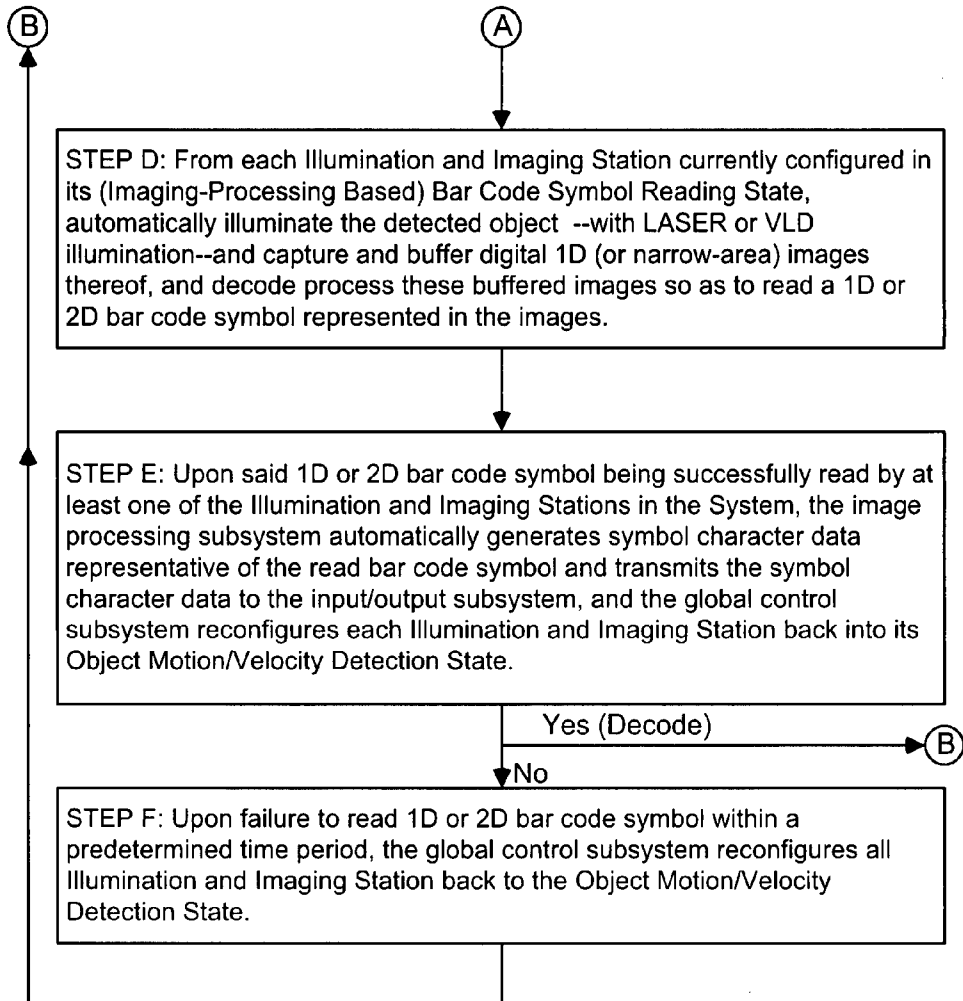 B
A
STEP D: From each Illumination and Imaging Station currently configured in
its (Imaging-Processing Based) Bar Code Symbol Reading State,
automatically illuminate the detected object --with LASER or VLD
illumination--and capture and buffer digital 1D (or narrow-area) images
thereof, and decode process these buffered images so as to read a 1D or
2D bar code symbol represented in the images.
STEP E: Upon said 1D or 2D bar code symbol being successfully read by at
least one of the Illumination and Imaging Stations in the System, the image
processing subsystem automatically generates symbol character data
representative of the read bar code symbol and transmits the symbol
character data to the input/output subsystem, and the global control
subsystem reconfigures each Illumination and Imaging Station back into its
Object Motion/Velocity Detection State.
Yes (Decode)
B
No
STEP F: Upon failure to read 1D or 2D bar code symbol within a
predetermined time period, the global control subsystem reconfigures all
Illumination and Imaging Station back to the Object Motion/Velocity
Detection State.